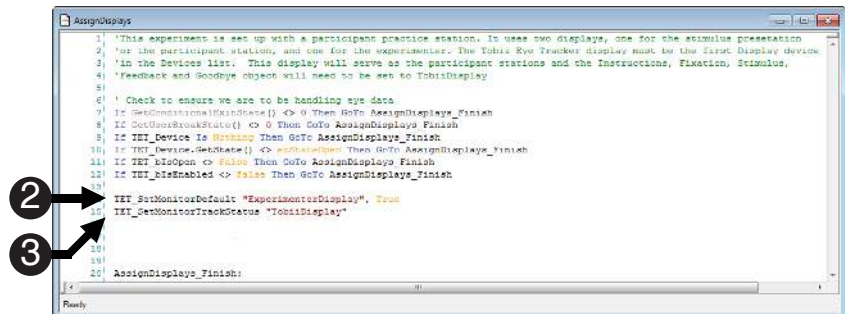 AssignDisplays
1 'This experiment is set up with a participant practice station. It uses two displays, one for the stimulus presetation
2 'or the participant station, and one for the experimenter. The Tobii Eye Tracker display must be the first Display device
3 'in the Devices list. This display will serve as the participant stations and the Instructions, Fixation, Stimulus,
4 'Feedback and Goodbye object will need to be set to TobiiDisplay
5
6 ' Check to ensure we are to be handling eye data
7 If GetConditionalExitState() <> 0 Then GoTo AssignDisplays_Finish
8 If GetUserBreakState() <> 0 Then GoTo AssignDisplays_Finish
9 If TET_Device Is Nothing Then GoTo AssignDisplays_Finish
10 If TET_Device.GetState() <> ebStateOpen Then GoTo AssignDisplays_Finish
11 If TET_bIsOpen <> False Then GoTo AssignDisplays_Finish
12 If TET_bIsEnabled <> False Then GoTo AssignDisplays_Finish
13
2 TET_SetMonitorDefault "ExperimenterDisplay", True
15 TET_SetMonitorTrackStatus "TobiiDisplay"
3
18
19
20 AssignDisplays_Finish:
Ready